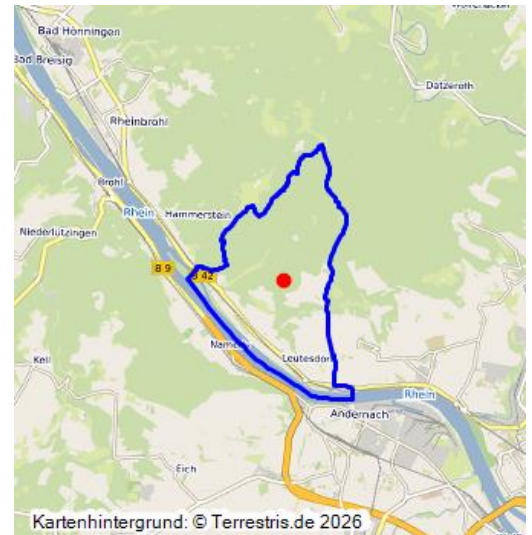 Bad Hönningen
Bad Breisig
Datzeroth
Rheinbrohl
Brohl
Rhein
Hammerstein
Niederlützingen
B 9
B 42
Kell
Namedy
Leutesdorf
Rhein
Andernach
Eich
Kartenhintergrund: © Terrestris.de 2026